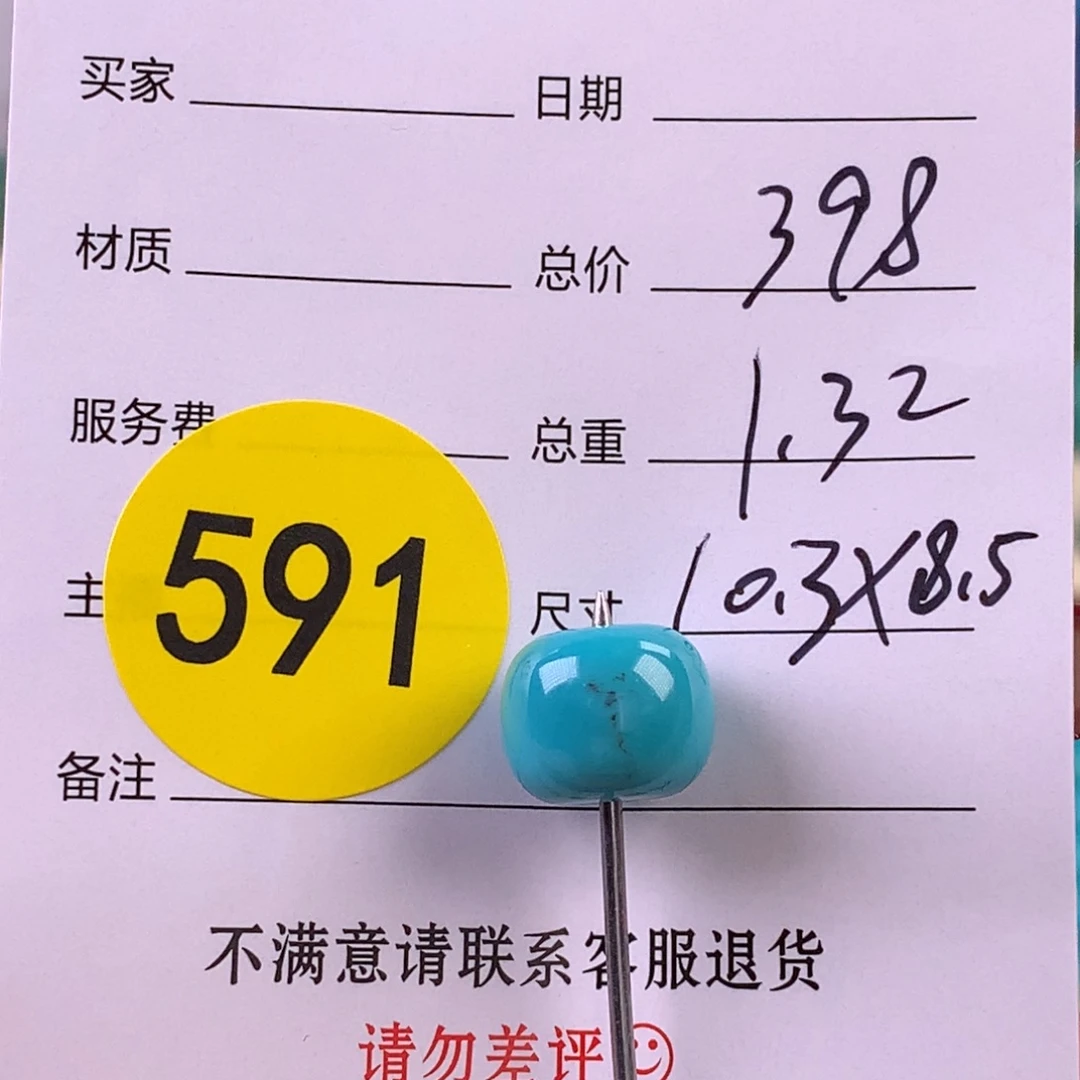 买家 日期
材质 总价 398
服务费 总重 1.32
主 尺寸 10.3X8.5
591
备注
不满意请联系客服退货
请勿差评